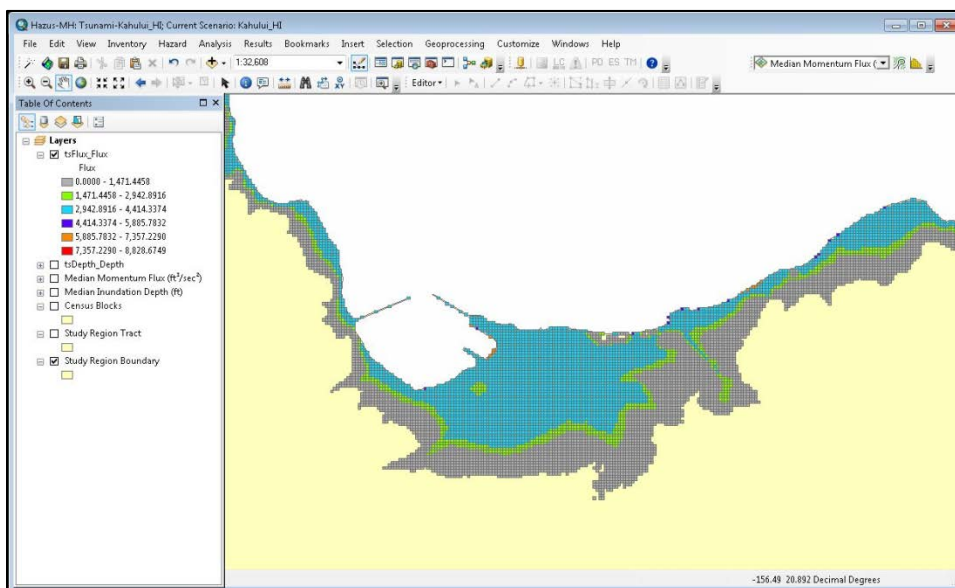 Hazus-MH: Tsunami-Kahului_HI; Current Scenario: Kahului_HI
File Edit View Inventory Hazard Analysis Results Bookmarks Insert Selection Geoprocessing Customize Windows Help
1:32,608
LC
PD ES TM
Median Momentum Flux (
Editor
Table Of Contents
Layers
tsFlux_Flux
Flux
0.0000 - 1,471.4458
1,471.4458 - 2,942.8916
2,942.8916 - 4,414.3374
4,414.3374 - 5,885.7832
5,885.7832 - 7,357.2290
7,357.2290 - 8,828.6749
tsDepth_Depth
Median Momentum Flux (ft³/sec²)
Median Inundation Depth (ft)
Census Blocks
Study Region Tract
Study Region Boundary
-156.49 20.892 Decimal Degrees